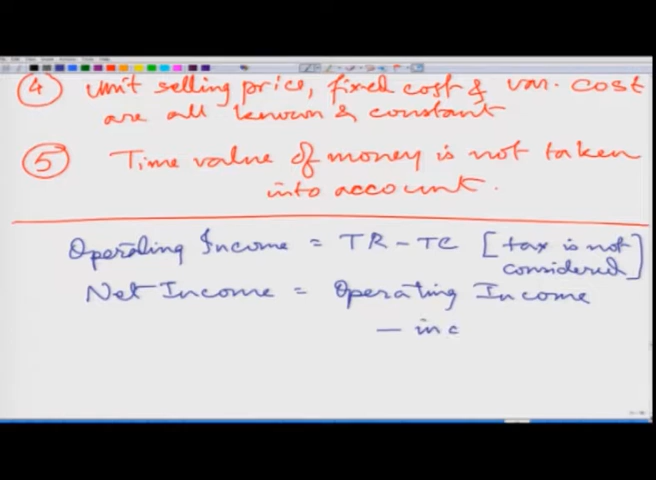 ④ Unit selling price, fixed cost & var. cost
are all known & constant
⑤ Time value of money is not taken
into account.
Operating Income = TR - TC [tax is not
considered]
Net Income = Operating Income
- inc